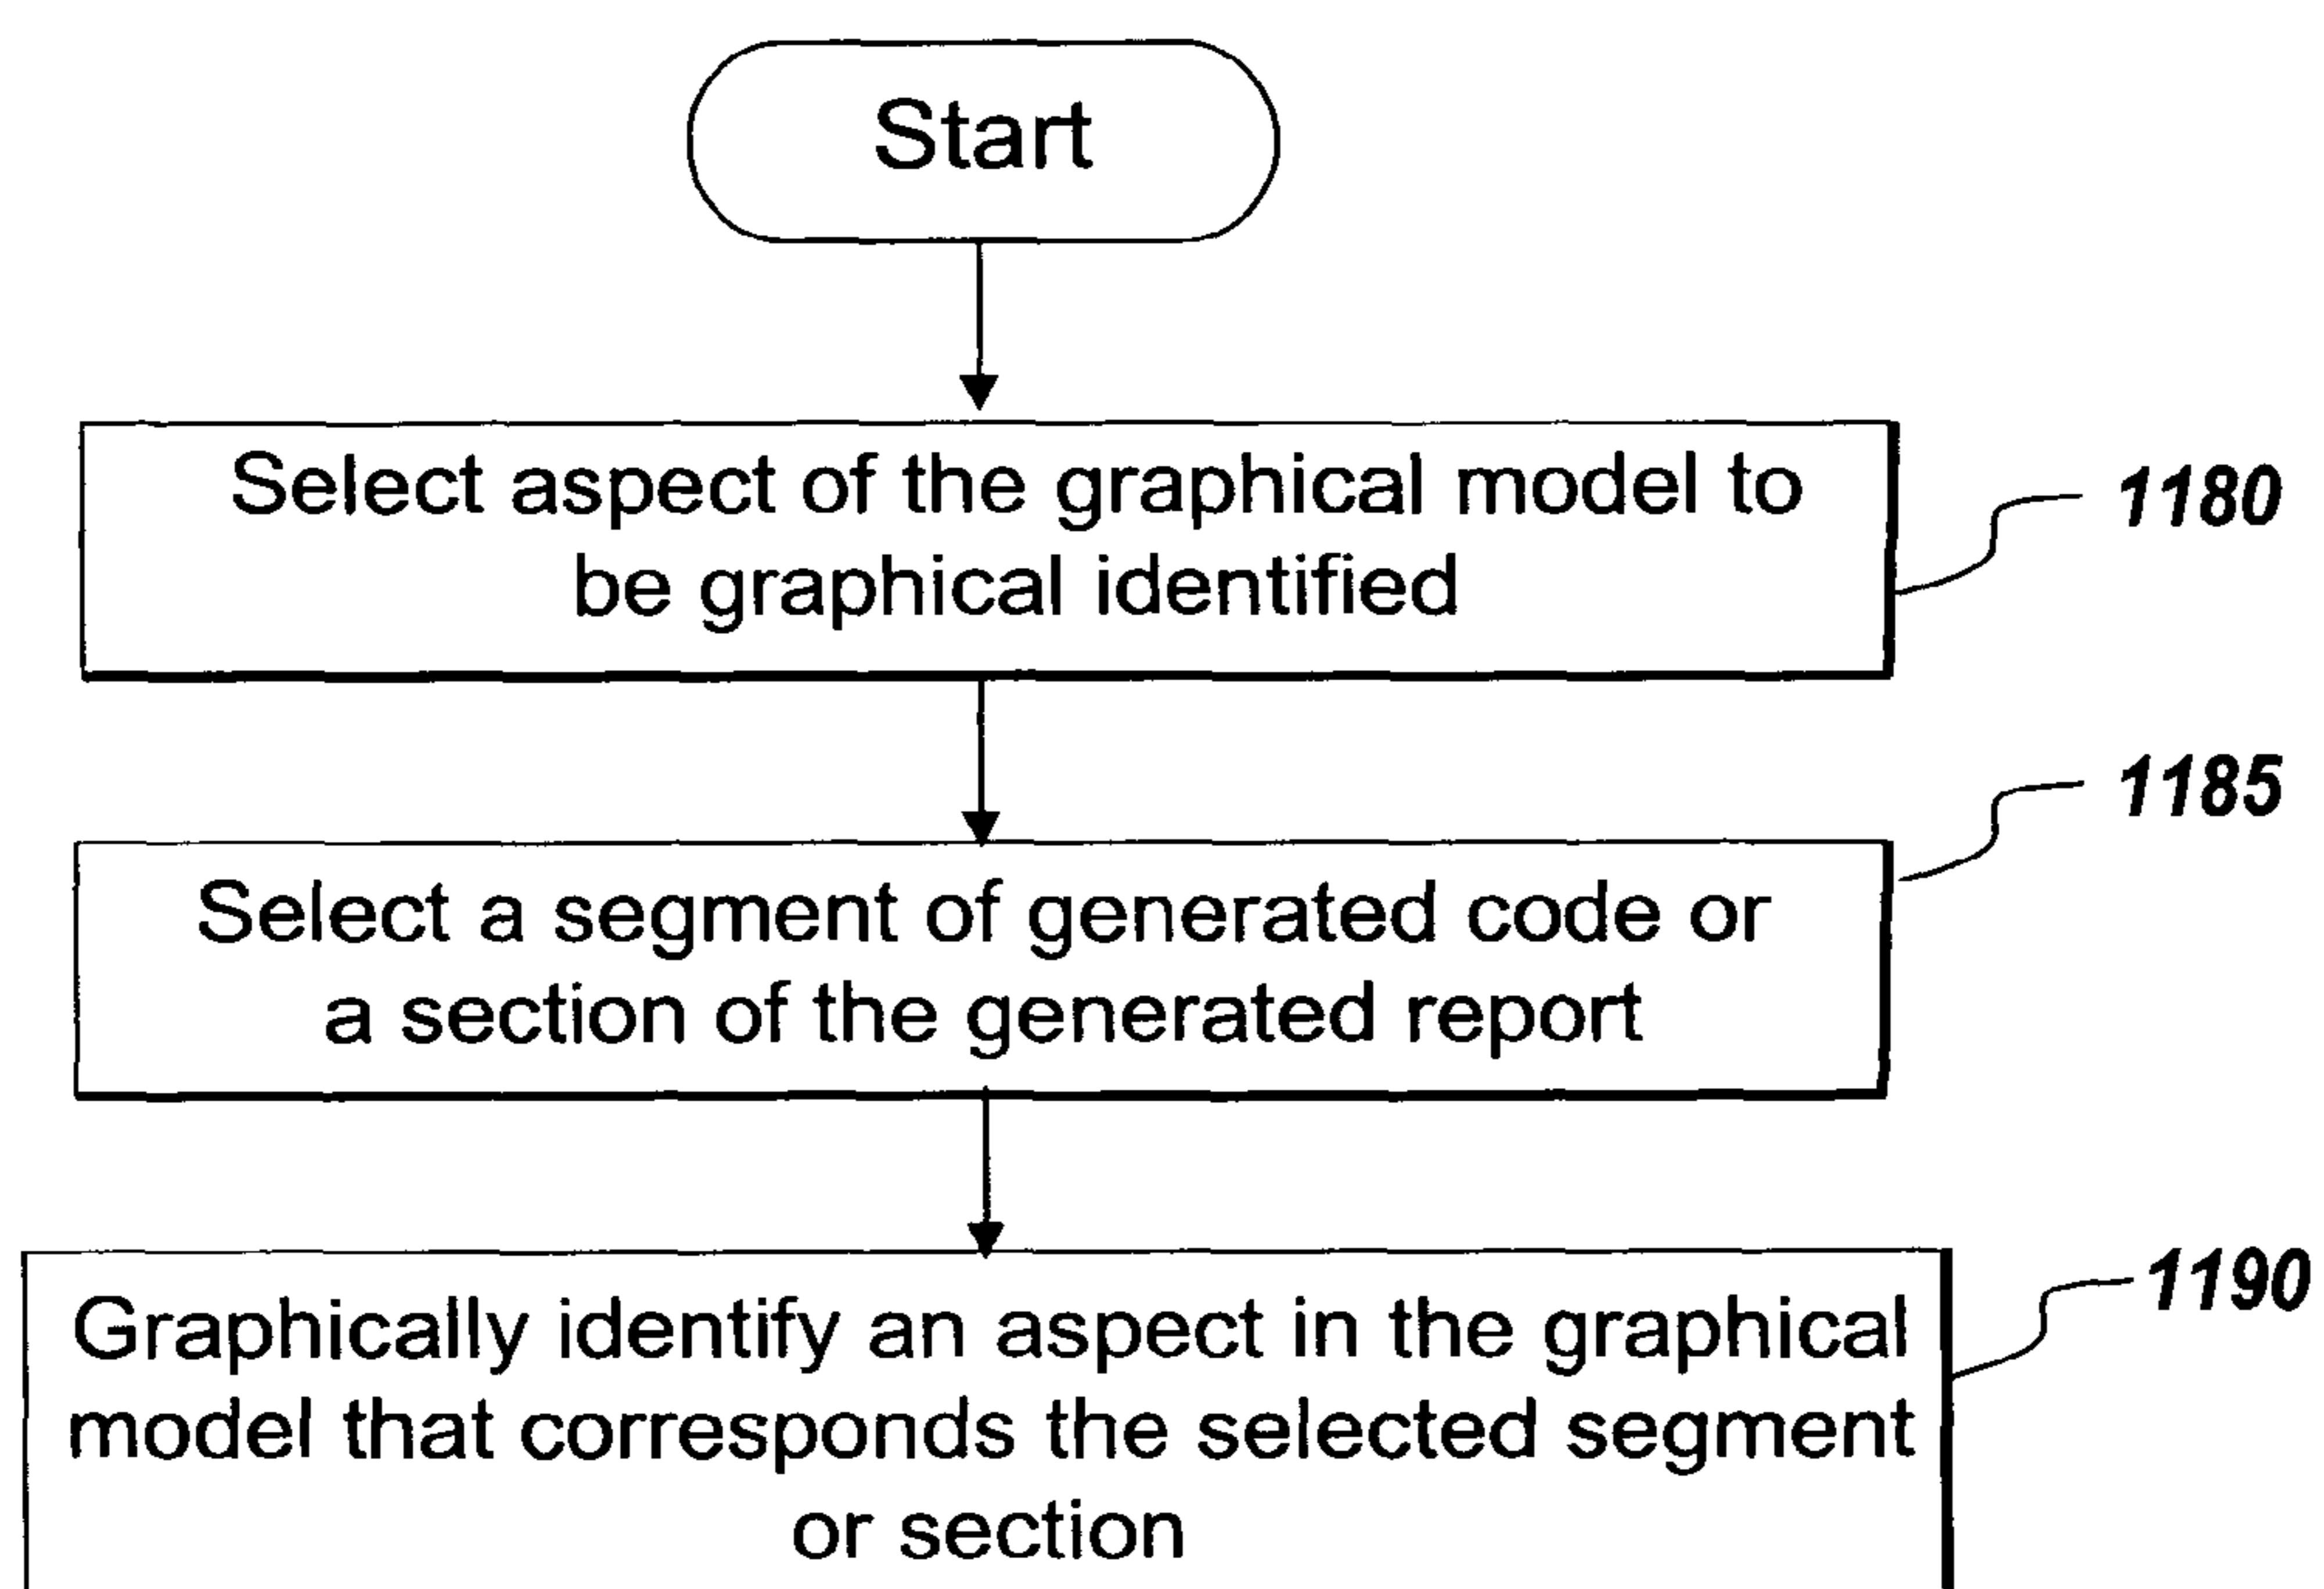 Start
Select aspect of the graphical model to
be graphical identified
1180
Select a segment of generated code or
a section of the generated report
1185
Graphically identify an aspect in the graphical
model that corresponds the selected segment
or section
1190